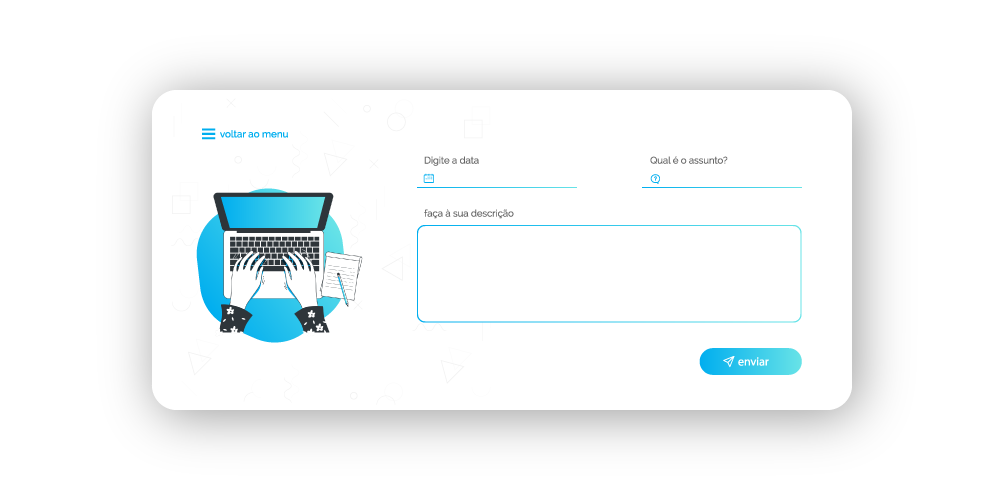 voltar ao menu
Digite a data
Qual é o assunto?
faça à sua descrição
enviar